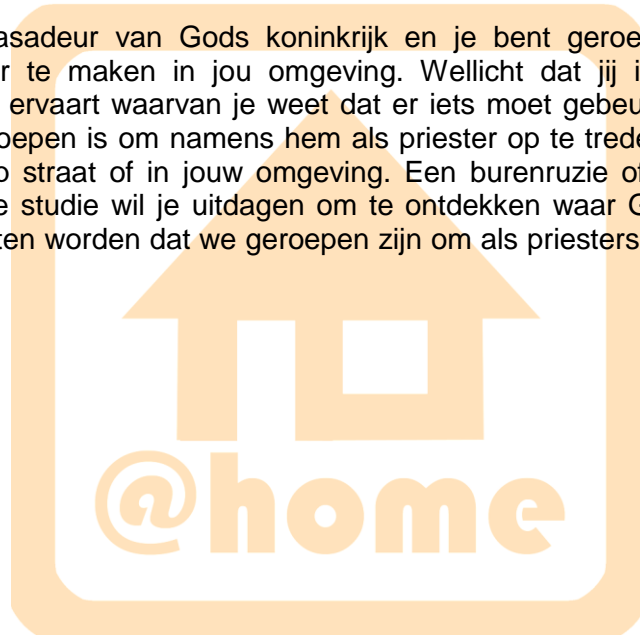 asadeur van Gods koninkrijk en je bent geroe
r te maken in jou omgeving. Wellicht dat jij i
ervaart waarvan je weet dat er iets moet gebeu
oepen is om namens hem als priester op te trede
o straat of in jouw omgeving. Een burenruzie of
e studie wil je uitdagen om te ontdekken waar G
ten worden dat we geroepen zijn om als priesters
@home